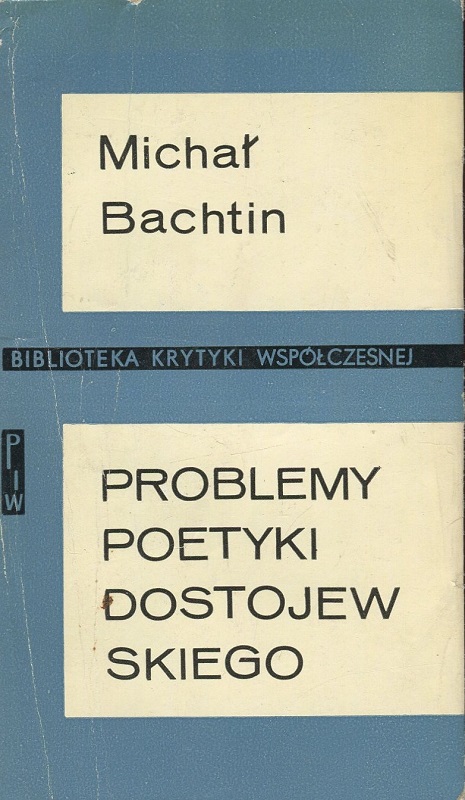 Michał
Bachtin
BIBLIOTEKA KRYTYKI WSPÓŁCZESNEJ
PIW
PROBLEMY
POETYKI
DOSTOJEW
SKIEGO